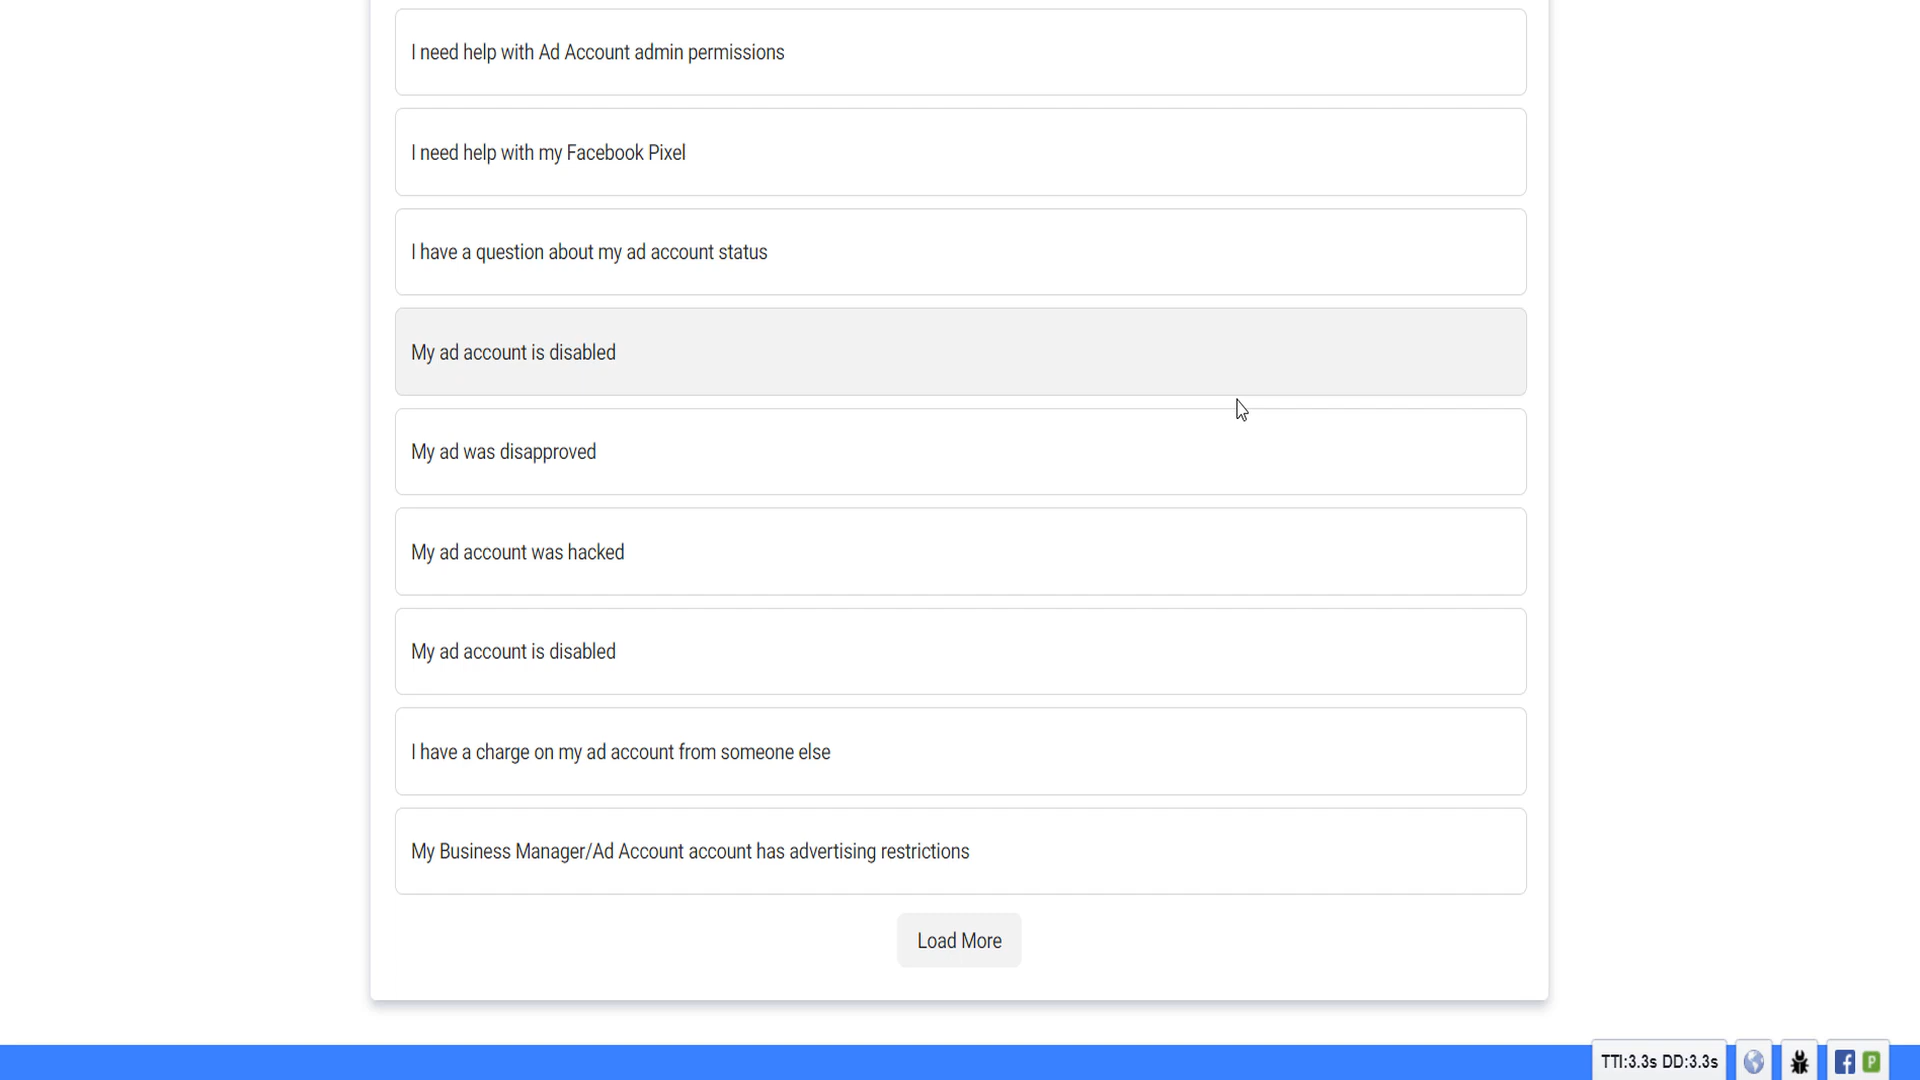 I need help with Ad Account admin permissions
I need help with my Facebook Pixel
I have a question about my ad account status
My ad account is disabled
My ad was disapproved
My ad account was hacked
My ad account is disabled
I have a charge on my ad account from someone else
My Business Manager/Ad Account account has advertising restrictions
Load More
TTI:3.3s DD:3.3s
f P